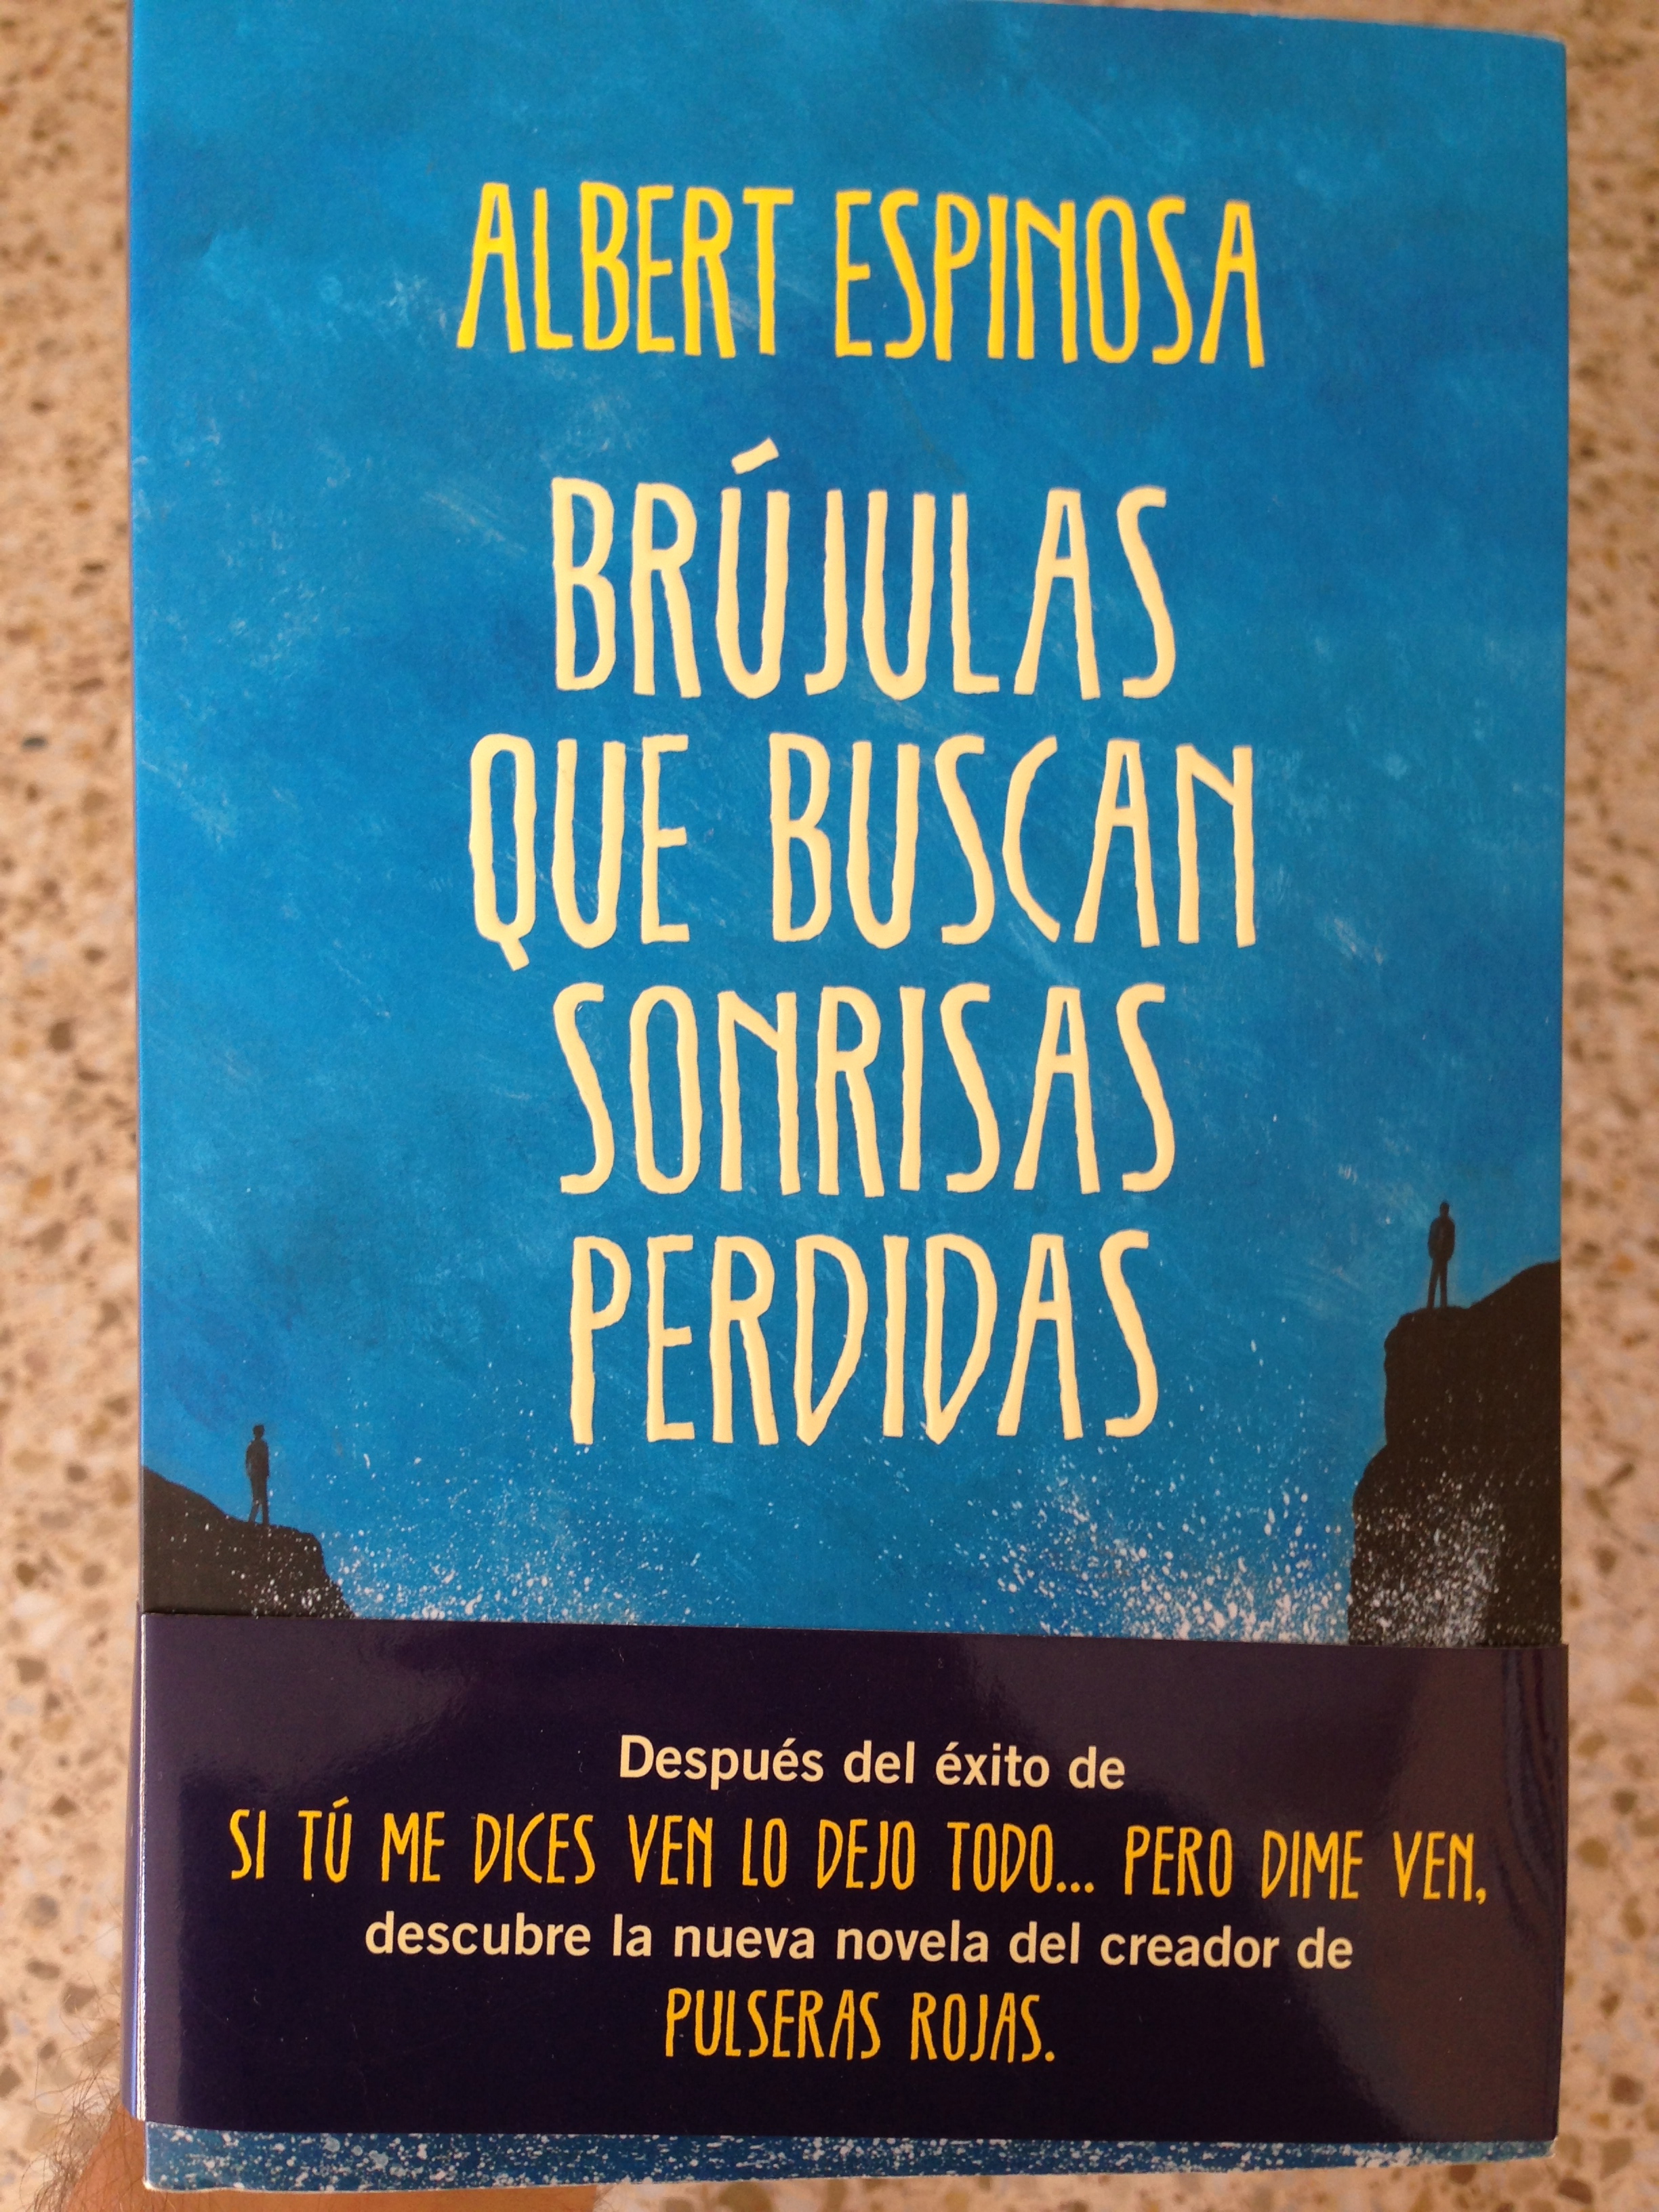 ALBERT ESPINOSA
BRÚJULAS
QUE BUSCAN
SONRISAS
PERDIDAS
Después del éxito de
SI TÚ ME DICES VEN LO DEJO TODO... PERO DIME VEN,
descubre la nueva novela del creador de
PULSERAS ROJAS.